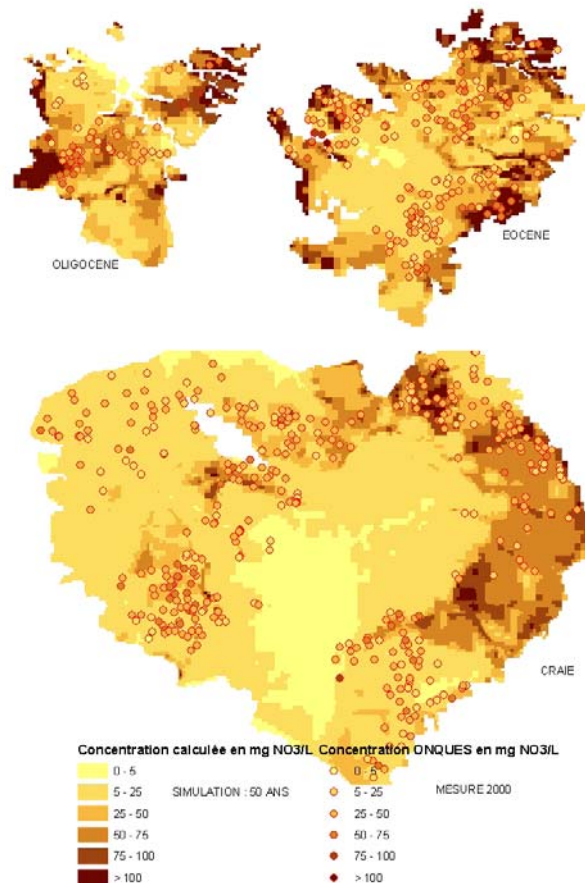 OLIGOCENE
EOCENE
CRAIE
Concentration calculée en mg NO3/L
0 - 5
5 - 25
25 - 50
50 - 75
75 - 100
> 100
SIMULATION : 50 ANS
Concentration ONQUES en mg NO3/L
0 - 5
5 - 25
25 - 50
50 - 75
75 - 100
> 100
MESURE 2000